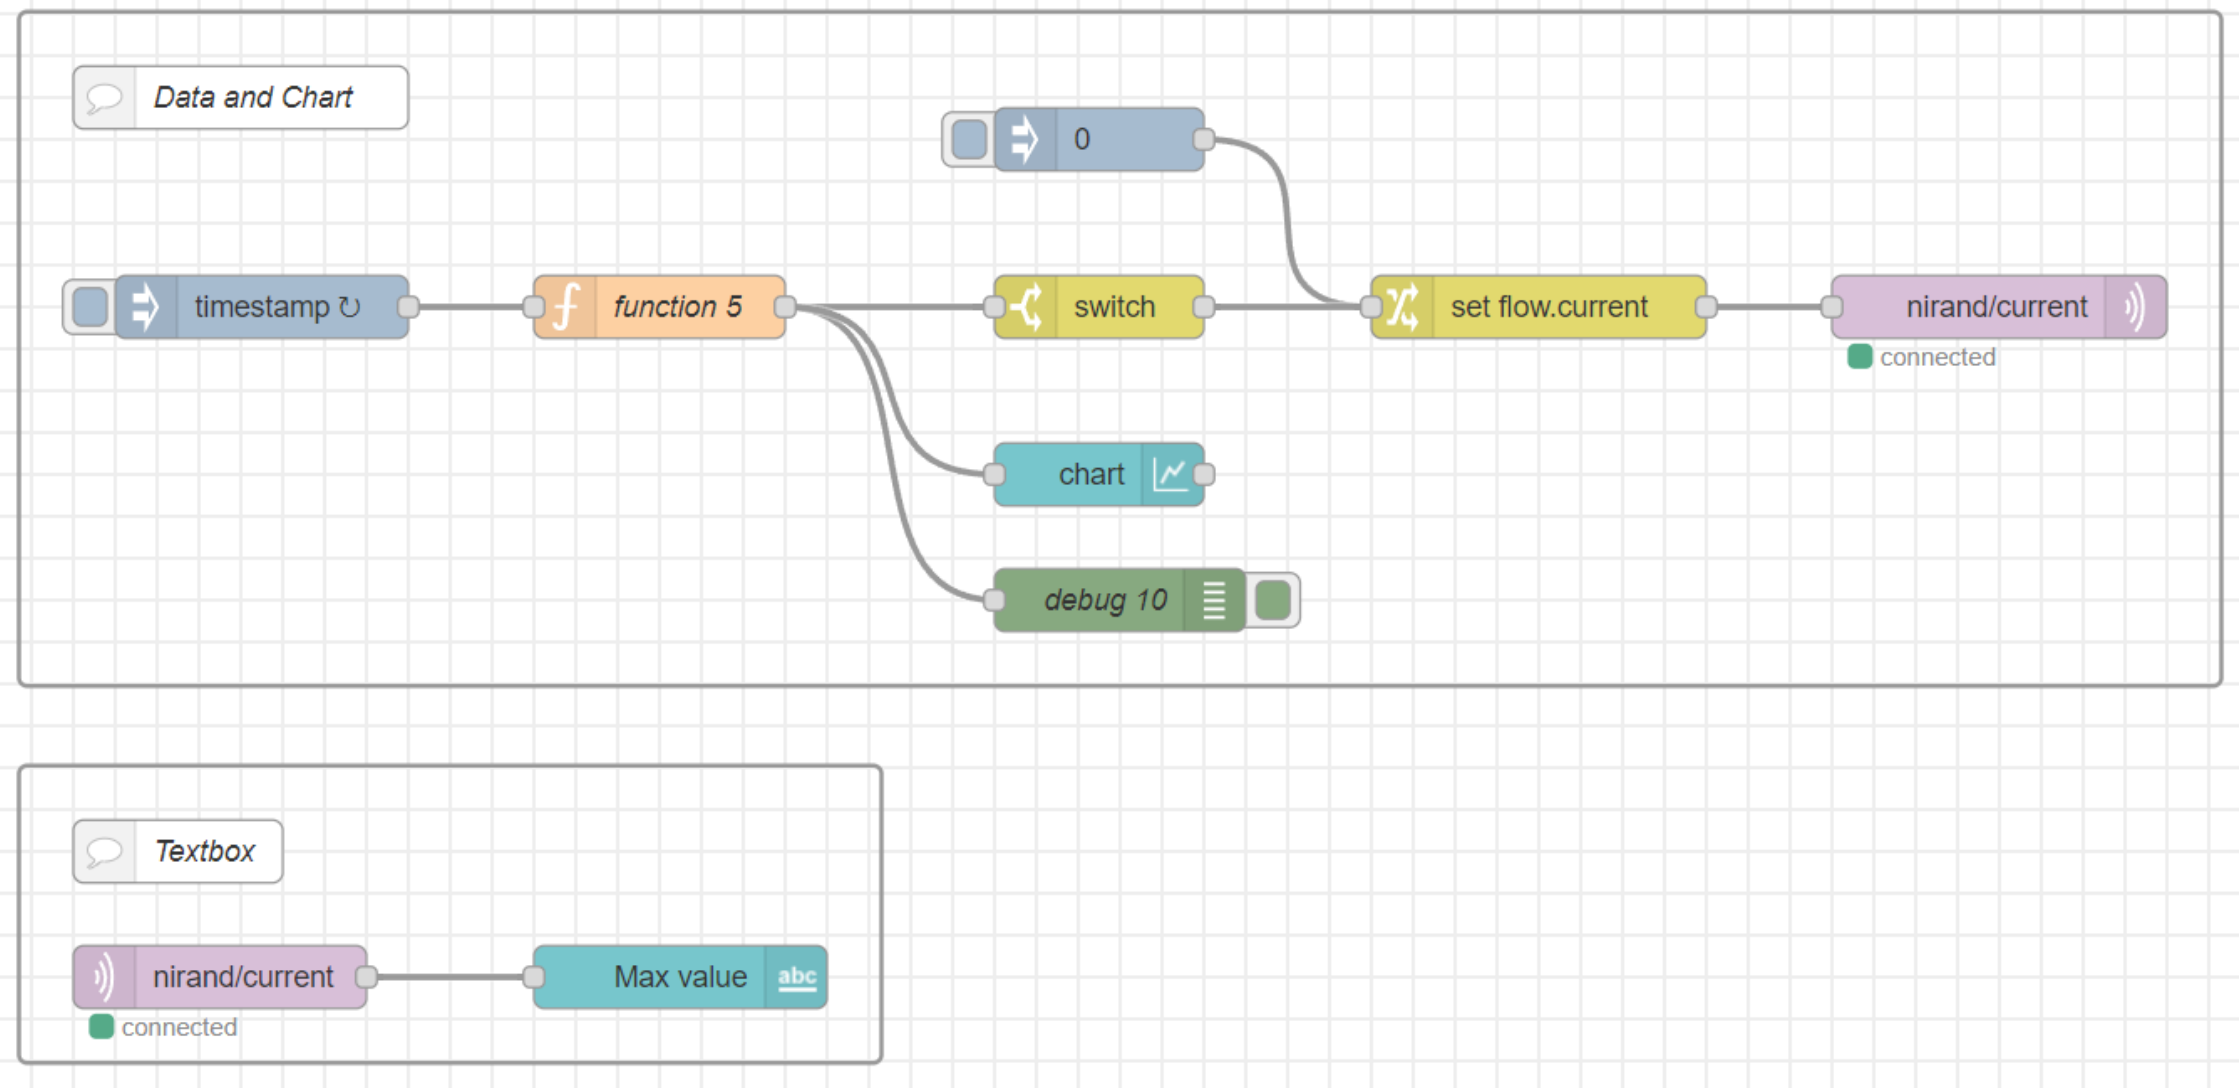 Data and Chart
0
timestamp ↻
function 5
switch
set flow.current
nirand/current
connected
chart
debug 10
Textbox
nirand/current
Max value
abc
connected